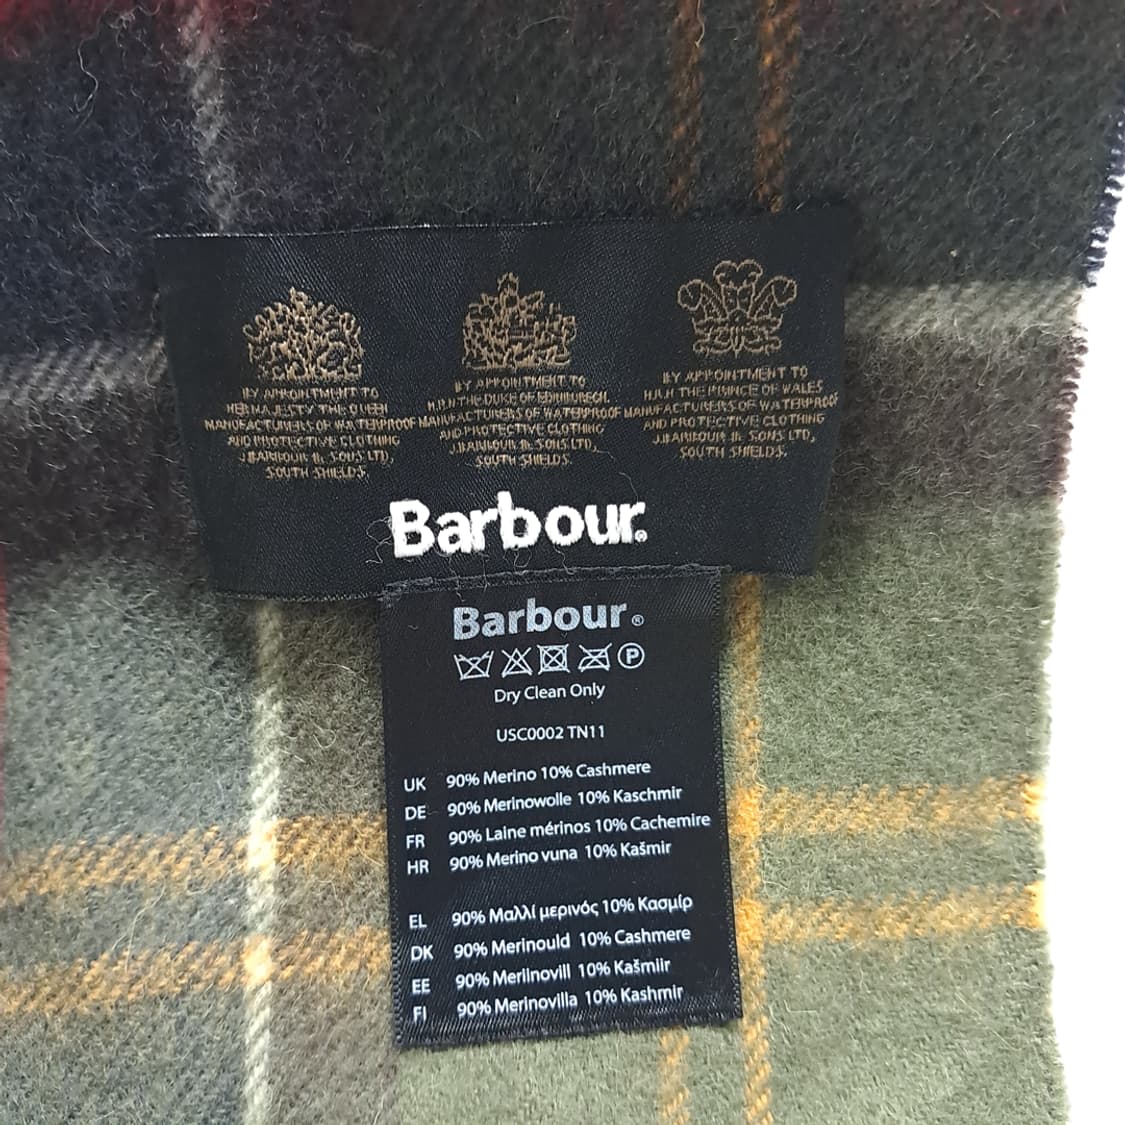 BY APPOINTMENT TO
HER MAJESTY THE QUEEN
MANUFACTURERS OF WATERPROOF
AND PROTECTIVE CLOTHING
J.BARBOUR & SONS LTD,
SOUTH SHIELDS.
BY APPOINTMENT TO
H.R.H THE DUKE OF EDINBURGH.
MANUFACTURERS OF WATERPROOF
AND PROTECTIVE CLOTHING
J.BARBOUR & SONS LTD,
SOUTH SHIELDS.
BY APPOINTMENT TO
H.R.H THE PRINCE OF WALES
MANUFACTURERS OF WATERPROOF
AND PROTECTIVE CLOTHING
J.BARBOUR & SONS LTD,
SOUTH SHIELDS.
Barbour®
Barbour®
P
Dry Clean Only
USC0002 TN11
UK 90% Merino 10% Cashmere
DE 90% Merinowolle 10% Kaschmir
FR 90% Laine mérinos 10% Cachemire
HR 90% Merino vuna 10% Kašmir
EL 90% Μαλλί μερινός 10% Κασμίρ
DK 90% Merinould 10% Cashmere
EE 90% Merlinovill 10% Kašmiir
FI 90% Merinovilla 10% Kashmir